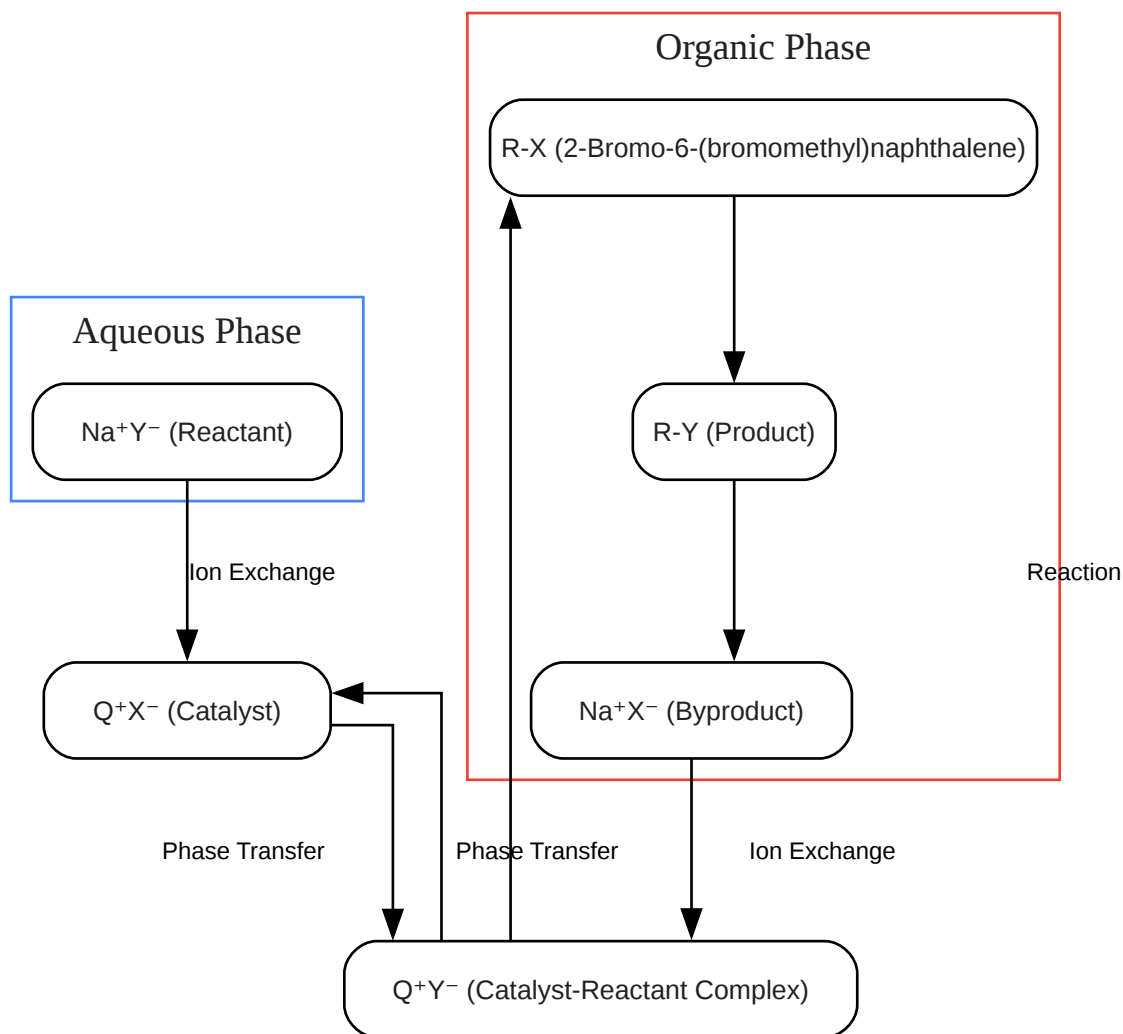 Organic Phase
R-X (2-Bromo-6-(bromomethyl)naphthalene)
Aqueous Phase
Na⁺Y⁻ (Reactant)
R-Y (Product)
Ion Exchange
Reaction
Q⁺X⁻ (Catalyst)
Na⁺X⁻ (Byproduct)
Phase Transfer
Phase Transfer
Ion Exchange
Q⁺Y⁻ (Catalyst-Reactant Complex)